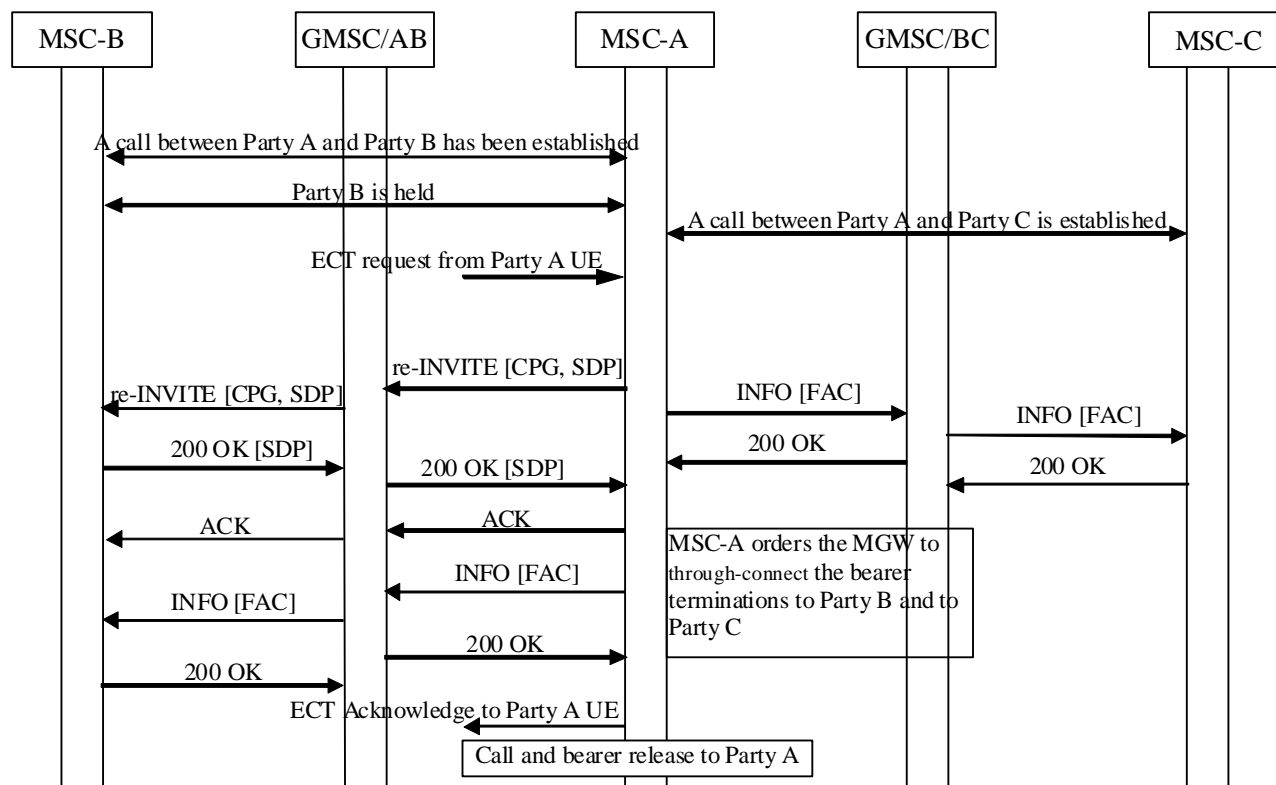 MSC-B
GMSC/AB
MSC-A
GMSC/BC
MSC-C
A call between Party A and Party B has been established
Party B is held
A call between Party A and Party C is established
ECT request from Party A UE
re-INVITE [CPG, SDP]
re-INVITE [CPG, SDP]
INFO [FAC]
INFO [FAC]
200 OK [SDP]
200 OK
200 OK [SDP]
200 OK
ACK
ACK
MSC-A orders the MGW to
through-connect the bearer
terminations to Party B and to
Party C
INFO [FAC]
INFO [FAC]
200 OK
200 OK
ECT Acknowledge to Party A UE
Call and bearer release to Party A